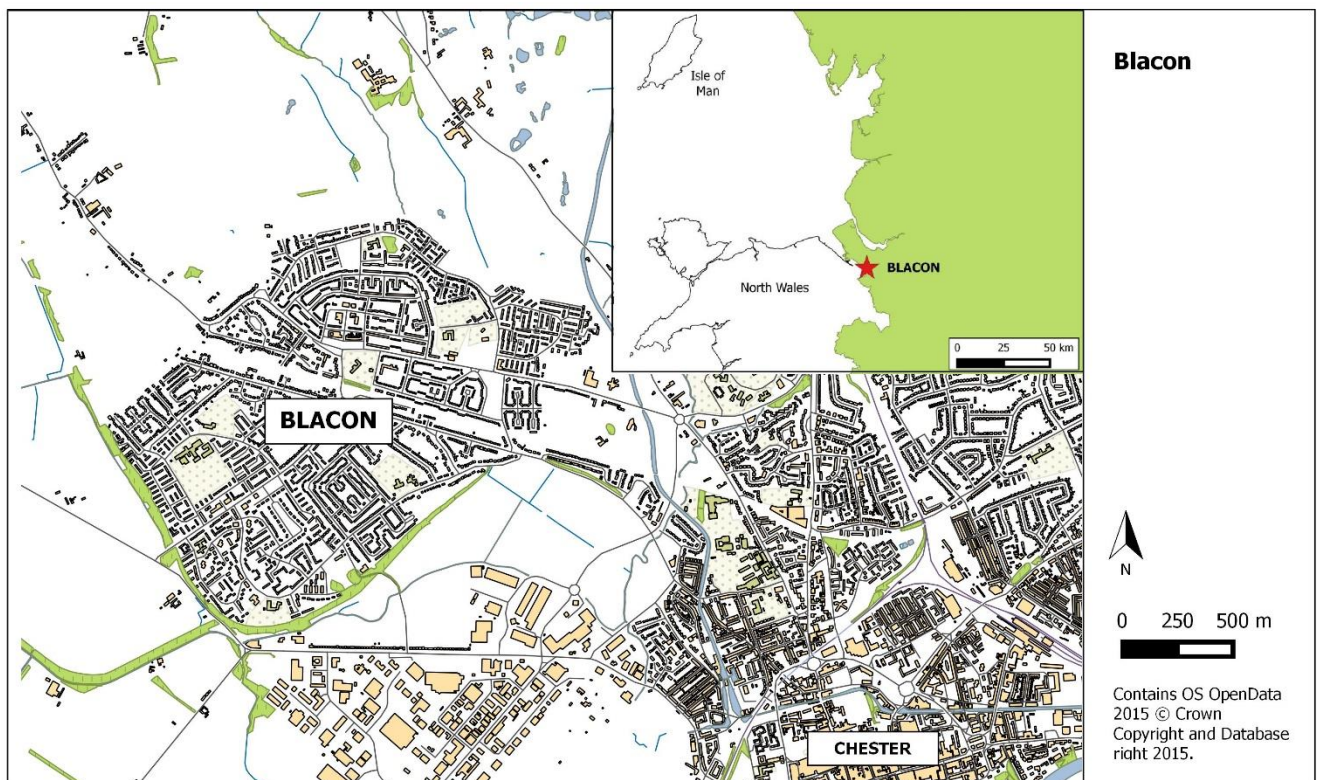 Blacon
Isle of
Man
BLACON
North Wales
0 25 50 km
BLACON
N
0 250 500 m
Contains OS OpenData
2015 © Crown
Copyright and Database
right 2015.
CHESTER